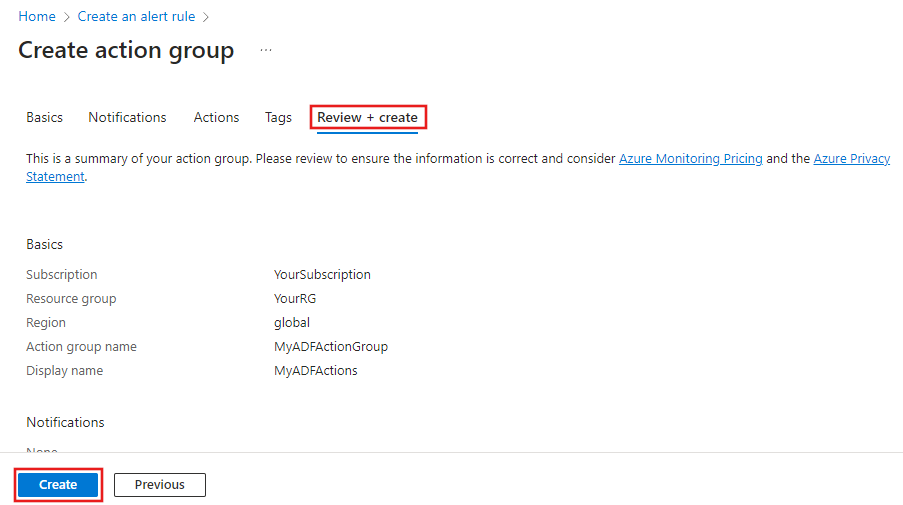 Home > Create an alert rule >
Create action group ...
Basics Notifications Actions Tags Review + create
This is a summary of your action group. Please review to ensure the information is correct and consider Azure Monitoring Pricing and the Azure Privacy
Statement.
Basics
Subscription YourSubscription
Resource group YourRG
Region global
Action group name MyADFActionGroup
Display name MyADFActions
Notifications
None
Create Previous